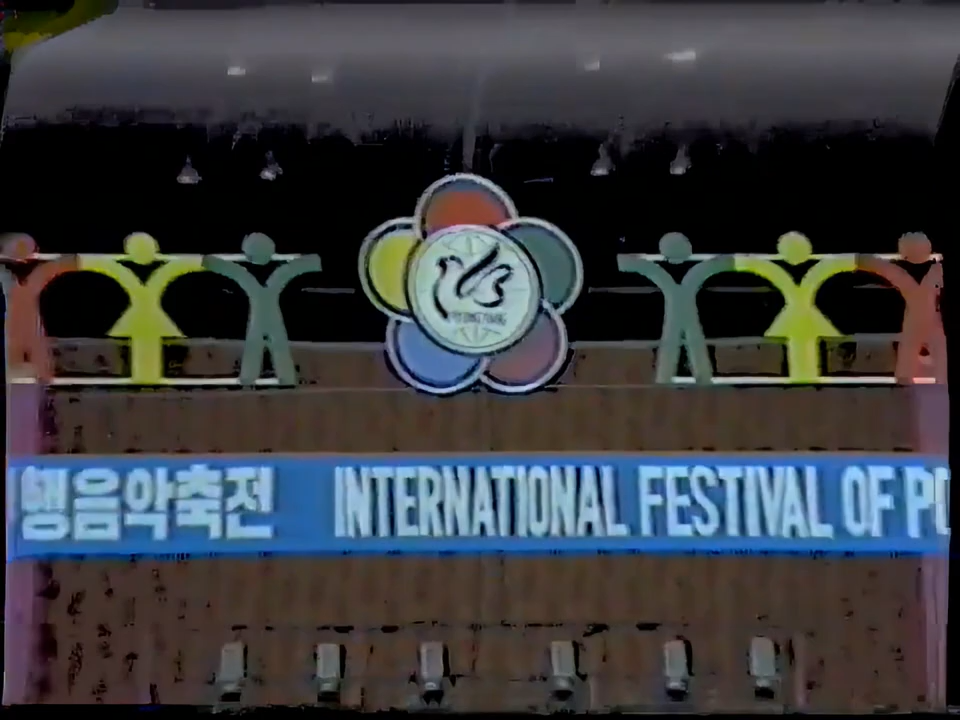 행음악축전 INTERNATIONAL FESTIVAL OF PO